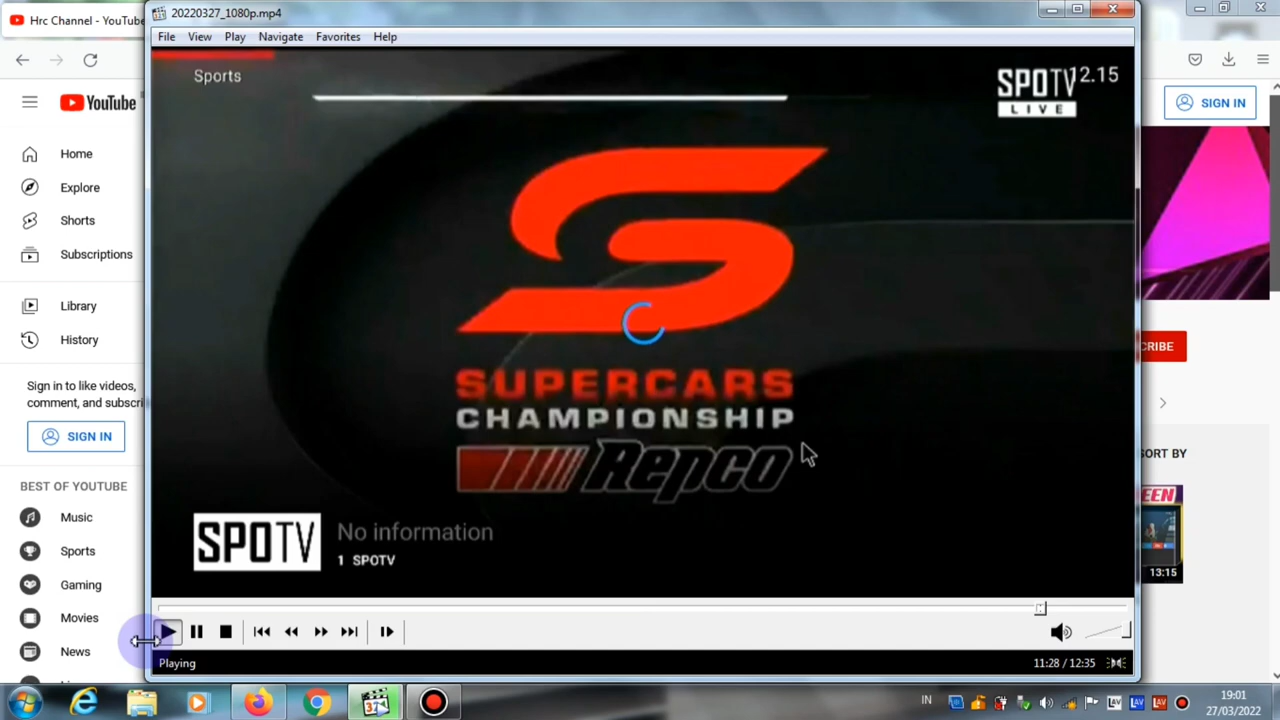 Hrc Channel - YouTube
20220327_1080p.mp4
File View Play Navigate Favorites Help
YouTube
SIGN IN
Sports
SPOTV 12.15
LIVE
Home
Explore
Shorts
Subscriptions
Library
History
Sign in to like videos,
comment, and subscri
SIGN IN
BEST OF YOUTUBE
Music
Sports
Gaming
Movies
News
SUPERCARS
CHAMPIONSHIP
Repco
SPOTV
No information
1 SPOTV
CRIBE
SORT BY
EEN
13:15
Playing
11:28 / 12:35
IN
19:01
27/03/2022